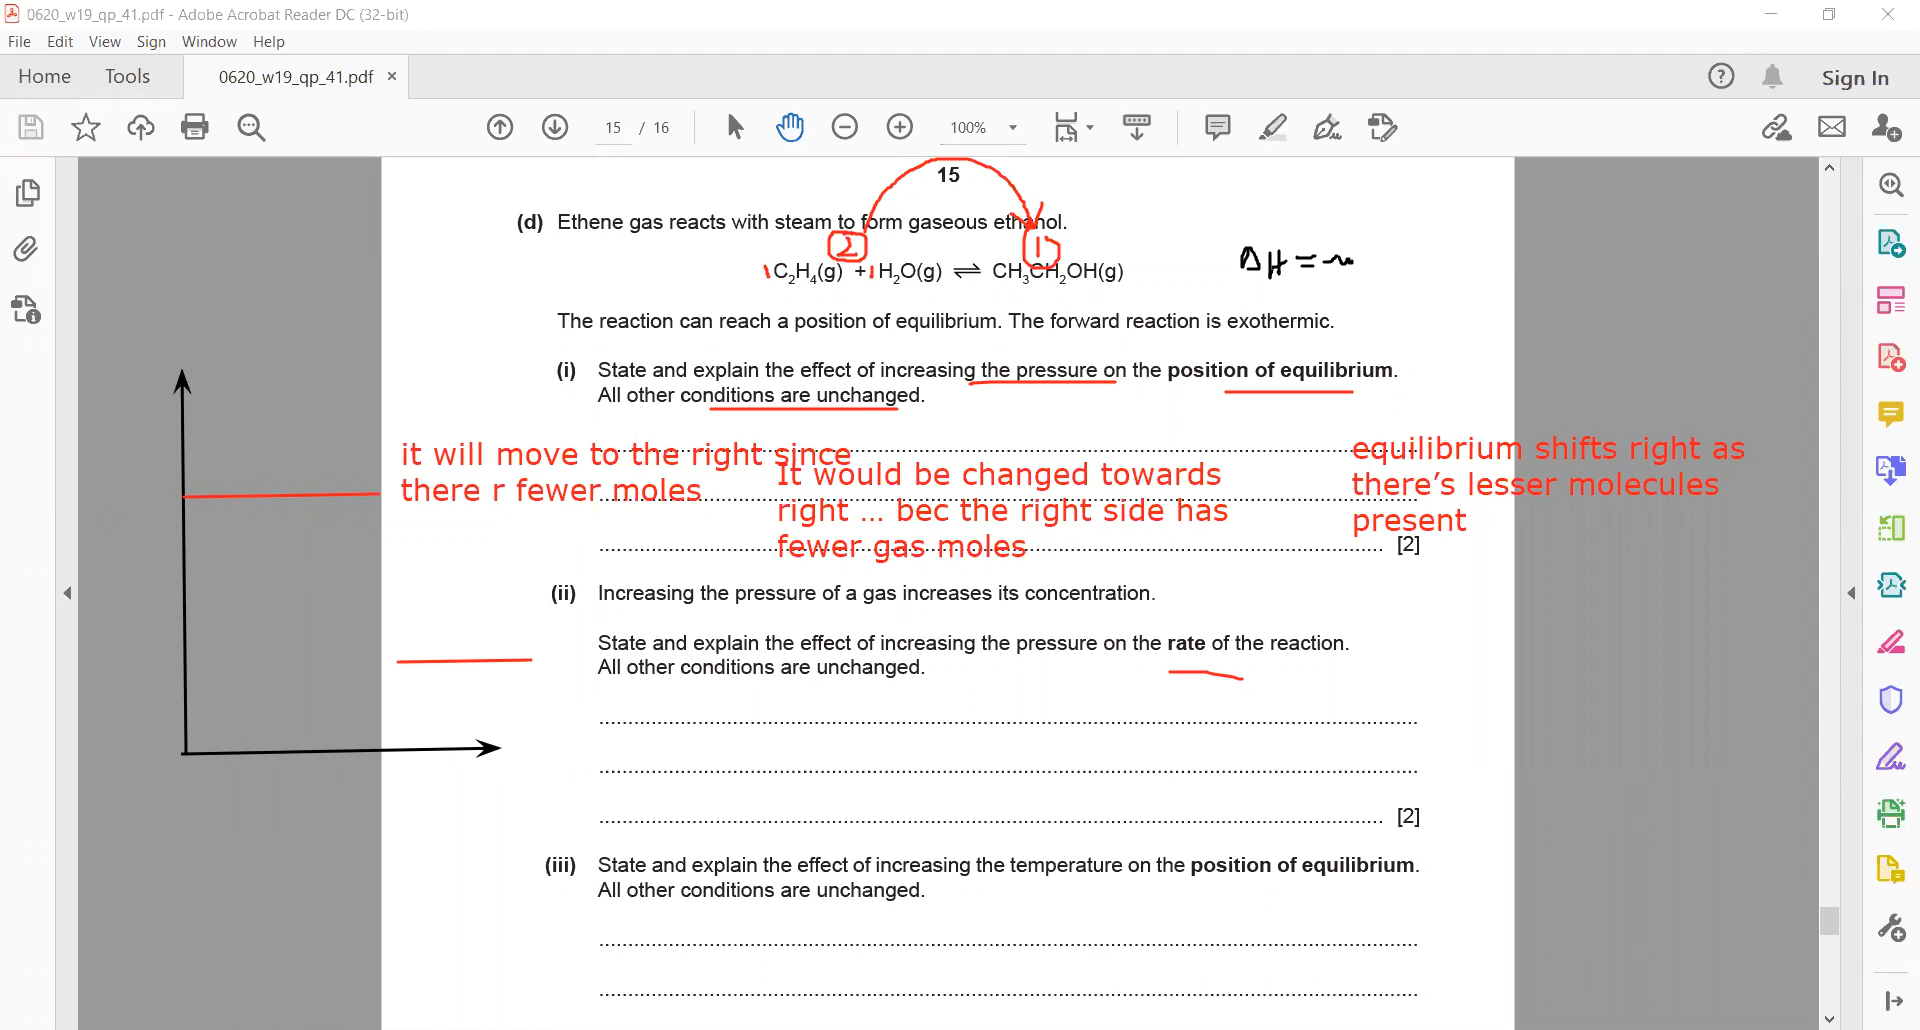 0620_w19_qp_41.pdf - Adobe Acrobat Reader DC (32-bit)
File Edit View Sign Window Help
Home Tools 0620_w19_qp_41.pdf × Sign In
15 / 16 100%
15
(d) Ethene gas reacts with steam to form gaseous ethanol.
2 1
1 C₂H₄(g) + 1 H₂O(g) ⇌ CH₃CH₂OH(g) ΔH = -
The reaction can reach a position of equilibrium. The forward reaction is exothermic.
(i) State and explain the effect of increasing the pressure on the position of equilibrium.
All other conditions are unchanged.
it will move to the right since
there r fewer moles
It would be changed towards
right ... bec the right side has
fewer gas moles
equilibrium shifts right as
there's lesser molecules
present
[2]
(ii) Increasing the pressure of a gas increases its concentration.
State and explain the effect of increasing the pressure on the rate of the reaction.
All other conditions are unchanged.
[2]
(iii) State and explain the effect of increasing the temperature on the position of equilibrium.
All other conditions are unchanged.